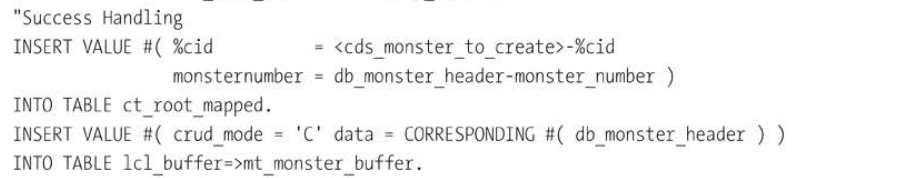 "Success Handling
INSERT VALUE #( %cid = <cds_monster_to_create>-%cid
monsternumber = db_monster_header-monster_number )
INTO TABLE ct_root_mapped.
INSERT VALUE #( crud_mode = 'C' data = CORRESPONDING #( db_monster_header ) )
INTO TABLE lcl_buffer=>mt_monster_buffer.